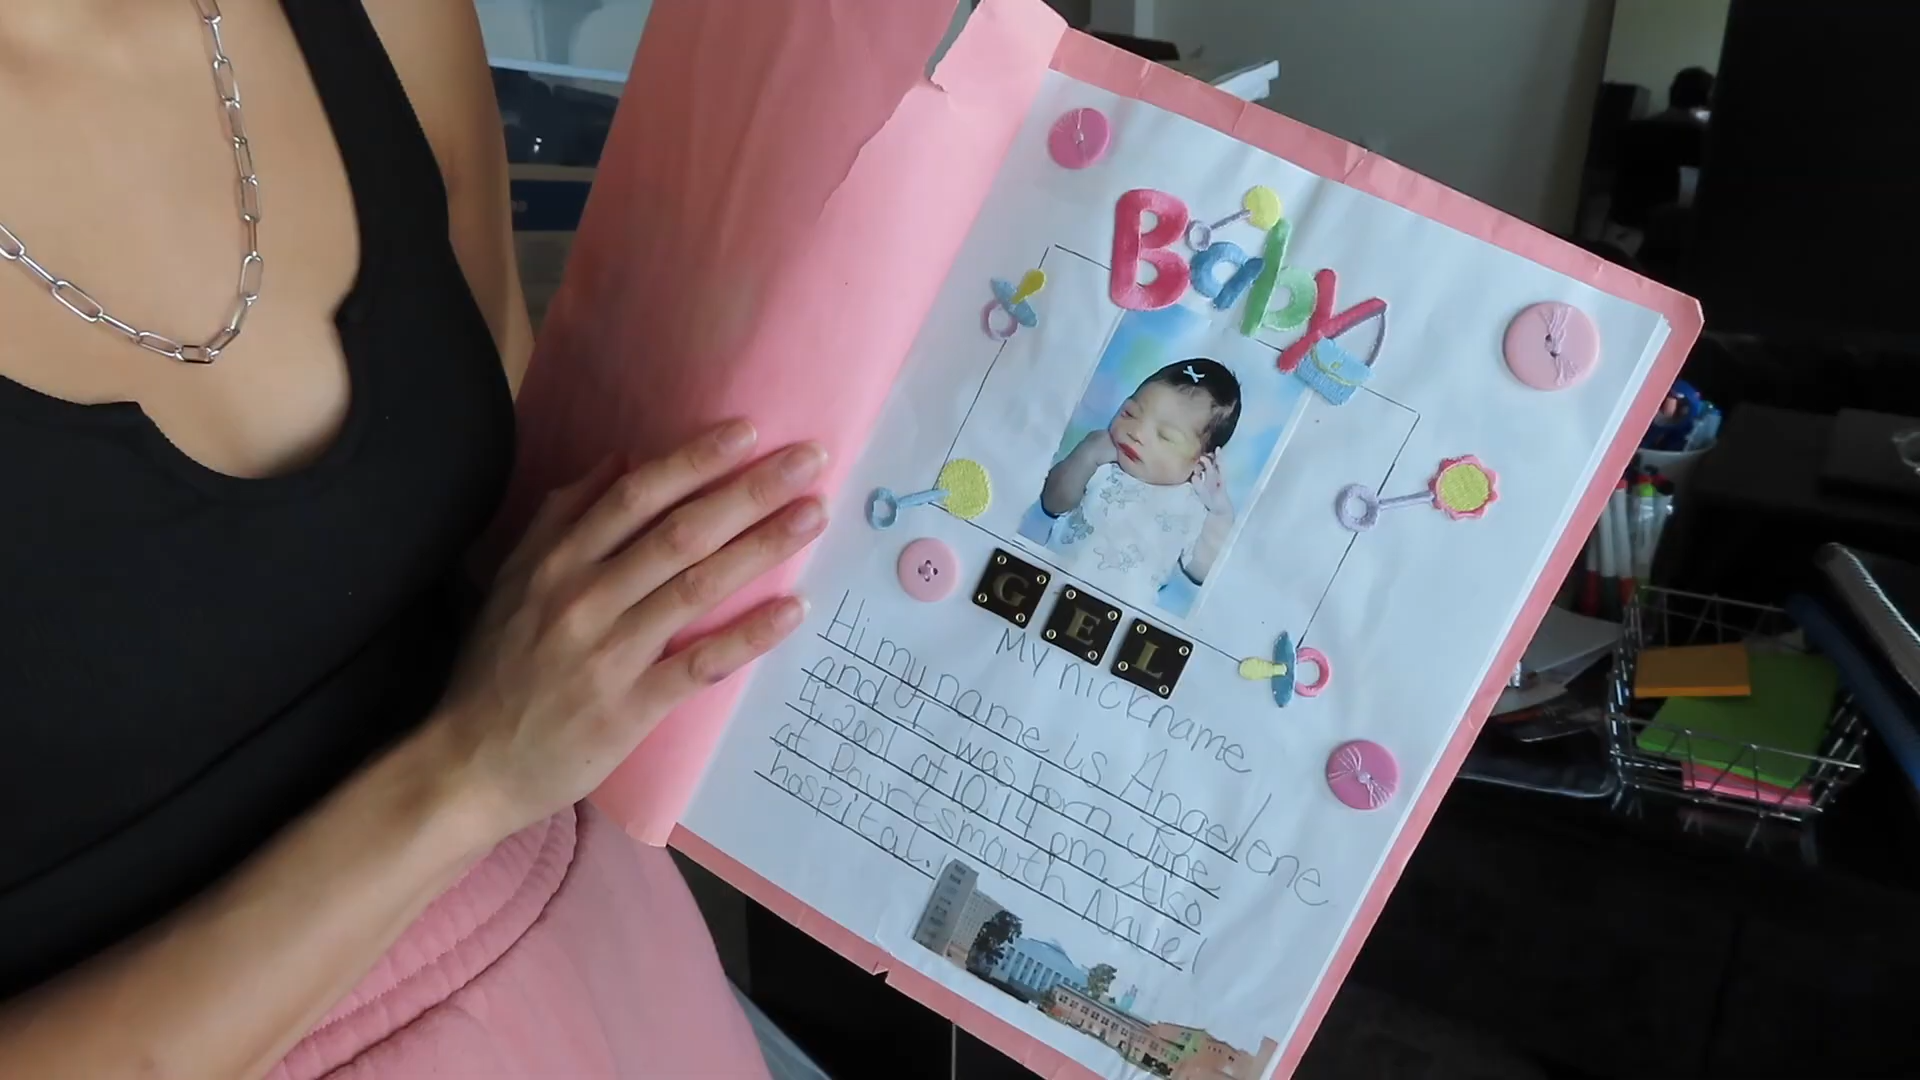 Baby
GEL
My nickname
Hi my name is Angelene
and I was born June
4, 2001 at 10:14 pm. Also
at Pourtsmouth Navel
hospital.